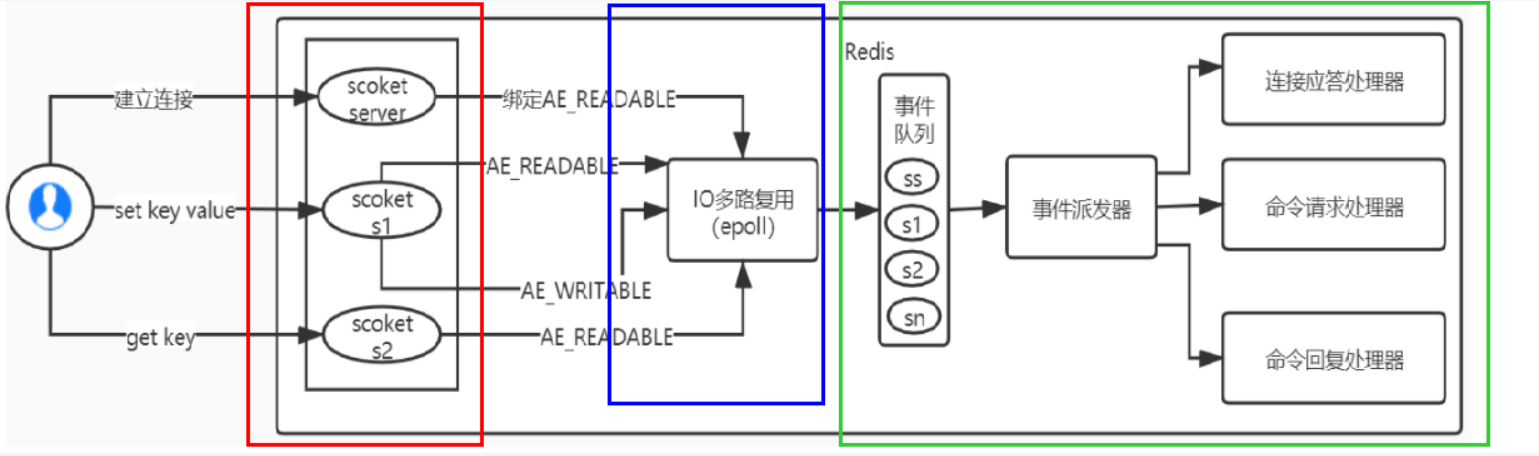 Redis
建立连接
scoket
server
绑定AE_READABLE
事件
队列
连接应答处理器
AE_READABLE
set key value
scoket
s1
IO多路复用
(epoll)
ss
s1
s2
sn
事件派发器
命令请求处理器
AE_WRITABLE
get key
scoket
s2
AE_READABLE
命令回复处理器